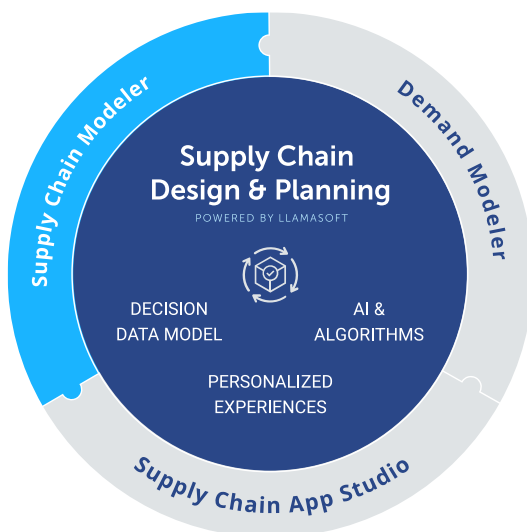 Supply Chain Modeler
Demand Modeler
Supply Chain
Design & Planning
POWERED BY LLAMASOFT
DECISION
DATA MODEL
AI &
ALGORITHMS
PERSONALIZED
EXPERIENCES
Supply Chain App Studio